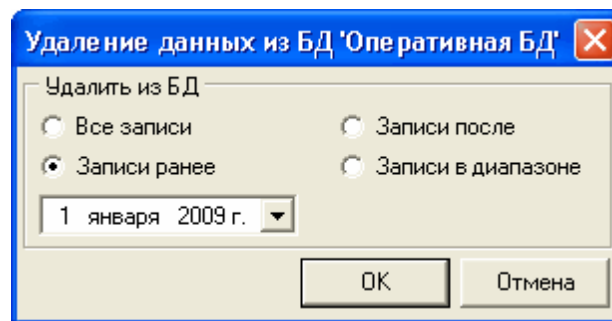 Удаление данных из БД 'Оперативная БД'
Удалить из БД
Все записи
Записи после
Записи ранее
Записи в диапазоне
1 января 2009 г.
OK
Отмена